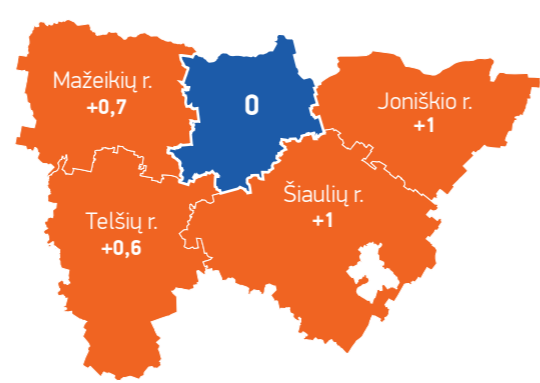 Mažeikių r.
+0,7
0
Joniškio r.
+1
Šiaulių r.
+1
Telšių r.
+0,6